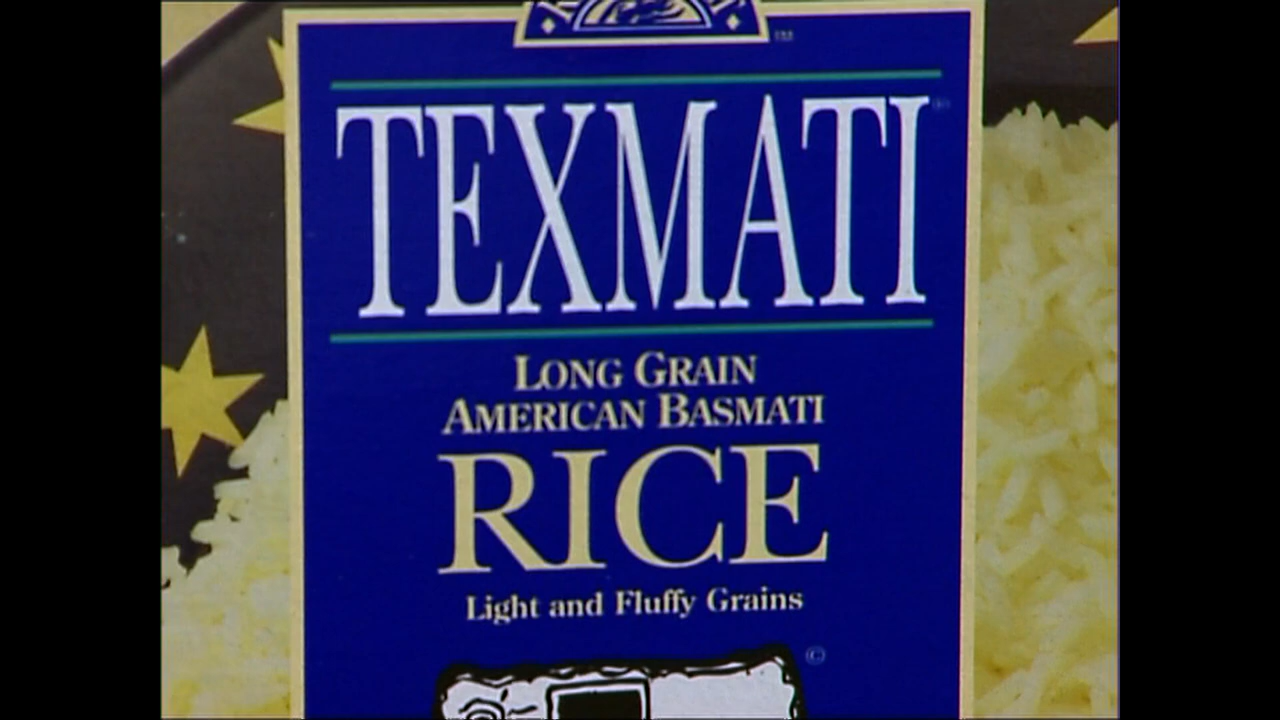 TEXMATI®
LONG GRAIN
AMERICAN BASMATI
RICE
Light and Fluffy Grains
©